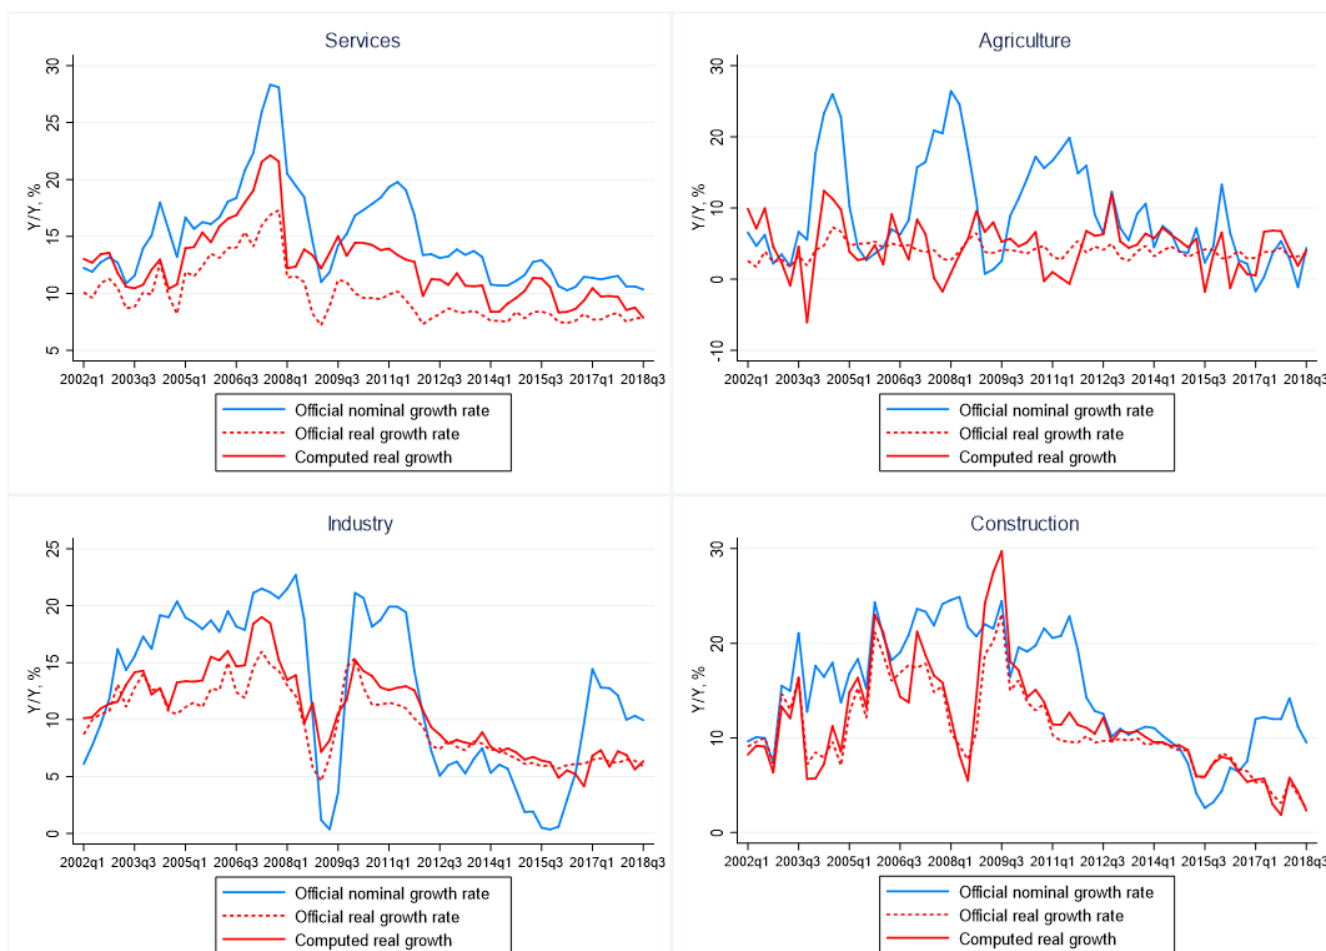 Services
Y/Y, %
30
25
20
15
10
5
2002q1 2003q3 2005q1 2006q3 2008q1 2009q3 2011q1 2012q3 2014q1 2015q3 2017q1 2018q3
Official nominal growth rate
Official real growth rate
Computed real growth
Agriculture
Y/Y, %
30
20
10
0
-10
2002q1 2003q3 2005q1 2006q3 2008q1 2009q3 2011q1 2012q3 2014q1 2015q3 2017q1 2018q3
Official nominal growth rate
Official real growth rate
Computed real growth
Industry
Y/Y, %
25
20
15
10
5
0
2002q1 2003q3 2005q1 2006q3 2008q1 2009q3 2011q1 2012q3 2014q1 2015q3 2017q1 2018q3
Official nominal growth rate
Official real growth rate
Computed real growth
Construction
Y/Y, %
30
20
10
0
2002q1 2003q3 2005q1 2006q3 2008q1 2009q3 2011q1 2012q3 2014q1 2015q3 2017q1 2018q3
Official nominal growth rate
Official real growth rate
Computed real growth